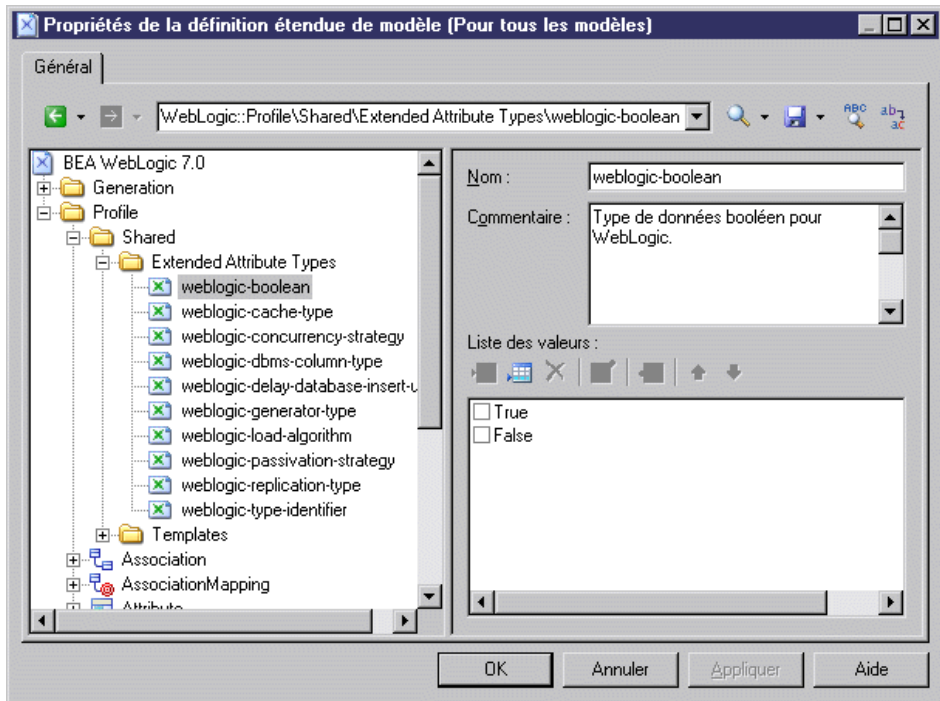 Propriétés de la définition étendue de modèle (Pour tous les modèles)
Général
WebLogic::Profile\Shared\Extended Attribute Types\weblogic-boolean
ABC
ab
ac
BEA WebLogic 7.0
Generation
Profile
Shared
Extended Attribute Types
weblogic-boolean
weblogic-cache-type
weblogic-concurrency-strategy
weblogic-dbms-column-type
weblogic-delay-database-insert-u
weblogic-generator-type
weblogic-load-algorithm
weblogic-passivation-strategy
weblogic-replication-type
weblogic-type-identifier
Templates
Association
AssociationMapping
Attribute
Nom :
weblogic-boolean
Commentaire :
Type de données booléen pour
WebLogic.
Liste des valeurs :
True
False
OK
Annuler
Appliquer
Aide